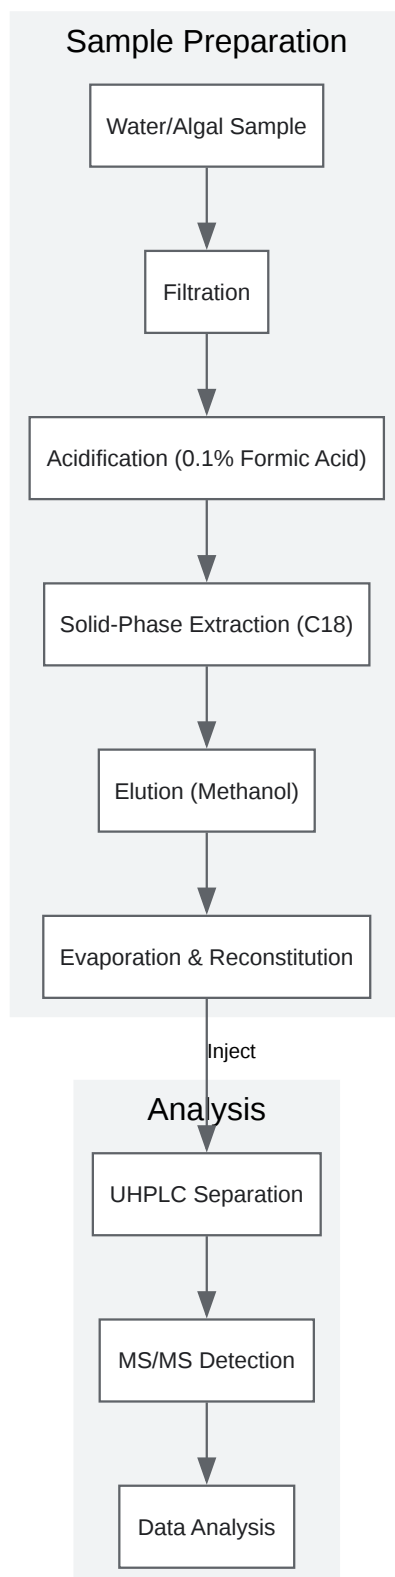 Sample Preparation
Water/Algal Sample
Filtration
Acidification (0.1% Formic Acid)
Solid-Phase Extraction (C18)
Elution (Methanol)
Evaporation & Reconstitution
Inject
Analysis
UHPLC Separation
MS/MS Detection
Data Analysis